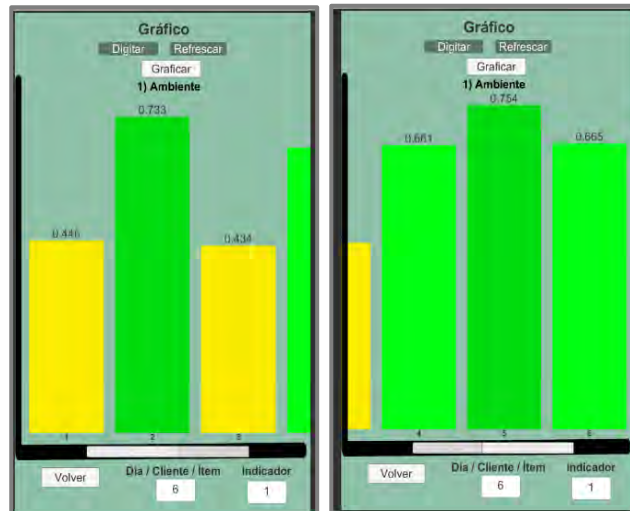 Gráfico
Digitar Refrescar
Graficar
1) Ambiente
0.733
0.446
0.434
1 2 3
Volver
Dia / Cliente / Ítem
6
Indicador
1
Gráfico
Digitar Refrescar
Graficar
1) Ambiente
0.754
0.661
0.665
4 5 6
Volver
Dia / Cliente / Ítem
6
Indicador
1